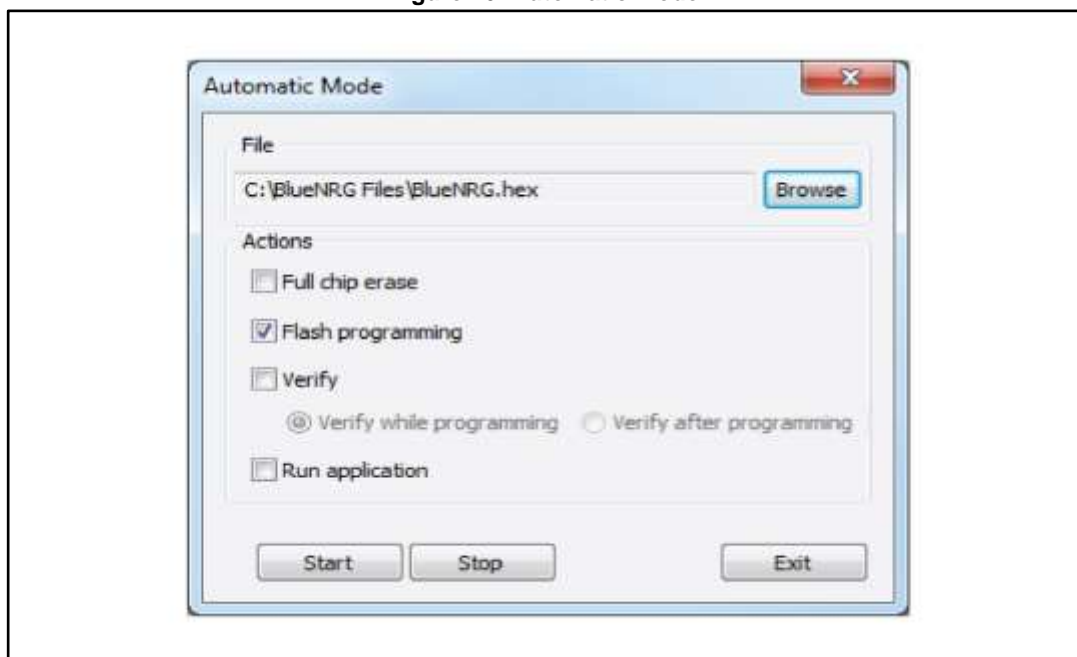 Automatic Mode
File
C:\BlueNRG Files\BlueNRG.hex Browse
Actions
Full chip erase
Flash programming
Verify
Verify while programming Verify after programming
Run application
Start Stop Exit